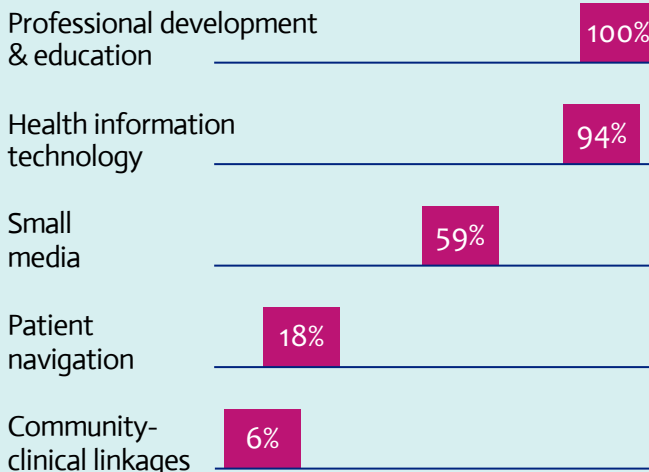 Professional development
& education
100%
Health information
technology
94%
Small
media
59%
Patient
navigation
18%
Community-
clinical linkages
6%